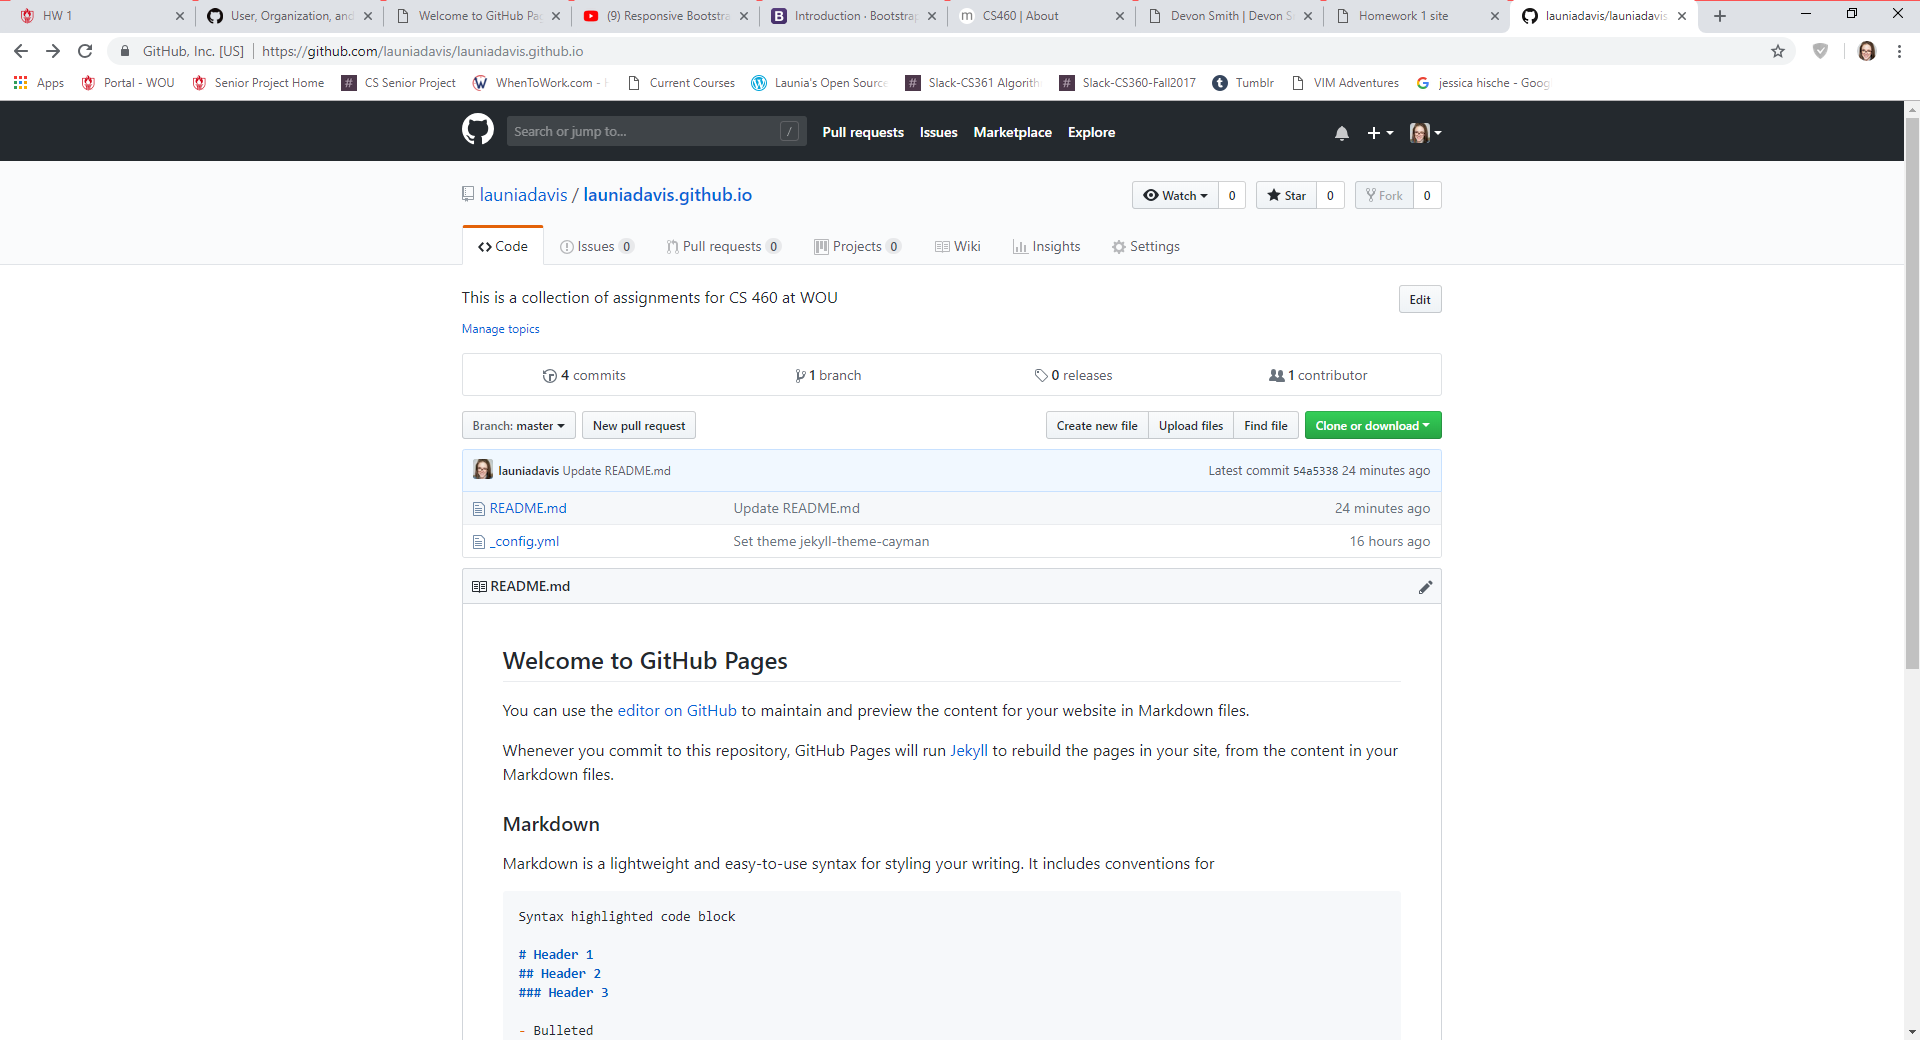 HW 1
User, Organization, and
Welcome to GitHub Pa
(9) Responsive Bootstra
Introduction · Bootstrap
CS460 | About
Devon Smith | Devon S
Homework 1 site
launiadavis/launiadavis
GitHub, Inc. [US] | https://github.com/launiadavis/launiadavis.github.io
Apps
Portal - WOU
Senior Project Home
CS Senior Project
WhenToWork.com -
Current Courses
Launia's Open Source
Slack-CS361 Algorith
Slack-CS360-Fall2017
Tumblr
VIM Adventures
jessica hische - Goog
Search or jump to... /
Pull requests Issues Marketplace Explore
launiadavis / launiadavis.github.io
Watch 0 Star 0 Fork 0
Code Issues 0 Pull requests 0 Projects 0 Wiki Insights Settings
This is a collection of assignments for CS 460 at WOU
Edit
Manage topics
4 commits 1 branch 0 releases 1 contributor
Branch: master New pull request Create new file Upload files Find file Clone or download
launiadavis Update README.md Latest commit 54a5338 24 minutes ago
README.md Update README.md 24 minutes ago
_config.yml Set theme jekyll-theme-cayman 16 hours ago
README.md
Welcome to GitHub Pages
You can use the editor on GitHub to maintain and preview the content for your website in Markdown files.
Whenever you commit to this repository, GitHub Pages will run Jekyll to rebuild the pages in your site, from the content in your
Markdown files.
Markdown
Markdown is a lightweight and easy-to-use syntax for styling your writing. It includes conventions for
Syntax highlighted code block
# Header 1
## Header 2
### Header 3
- Bulleted